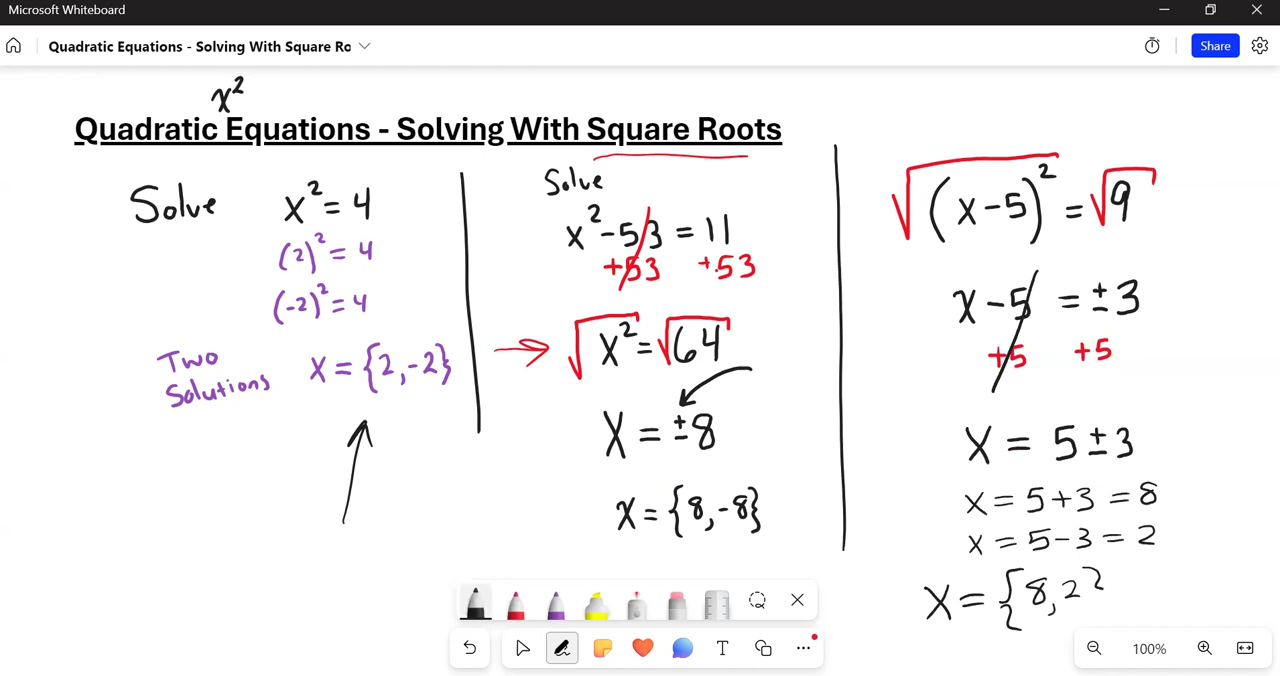 Microsoft Whiteboard
Quadratic Equations - Solving With Square Ro
Share
x²
Quadratic Equations - Solving With Square Roots
Solve x² = 4
(2)² = 4
(-2)² = 4
Two Solutions x = {2, -2}
Solve
x² - 53 = 11
+53 +53
√x² = √64
x = ± 8
x = {8, -8}
√(x - 5)² = √9
x - 5 = ± 3
+5 +5
x = 5 ± 3
x = 5 + 3 = 8
x = 5 - 3 = 2
x = {8, 2}
T
100%